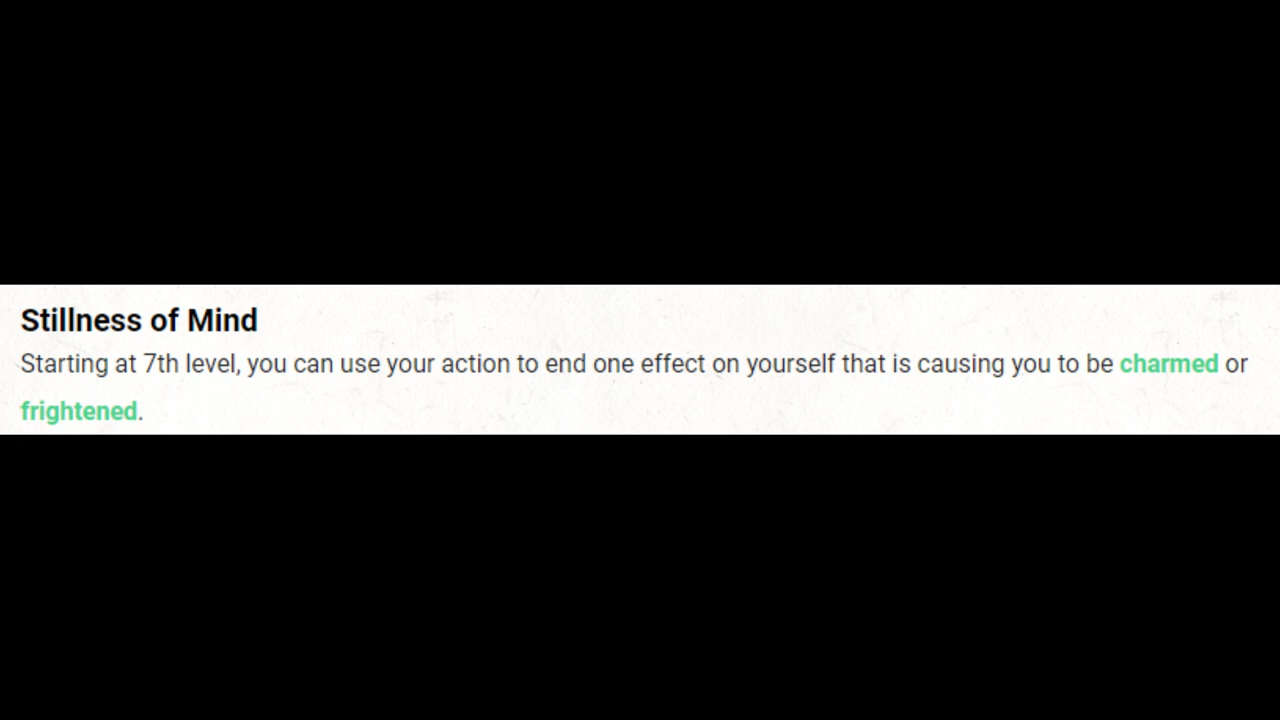 Stillness of Mind
Starting at 7th level, you can use your action to end one effect on yourself that is causing you to be charmed or
frightened.